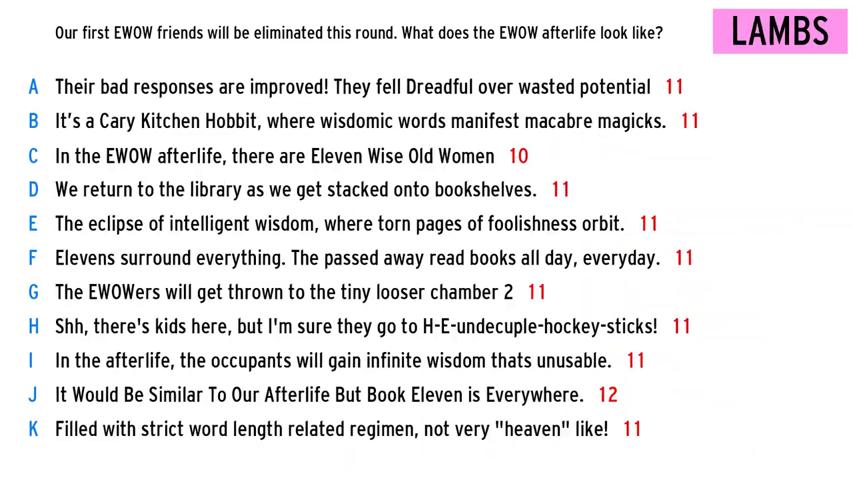 Our first EWOW friends will be eliminated this round. What does the EWOW afterlife look like?
LAMBS
A Their bad responses are improved! They fell Dreadful over wasted potential 11
B It's a Cary Kitchen Hobbit, where wisdomic words manifest macabre magicks. 11
C In the EWOW afterlife, there are Eleven Wise Old Women 10
D We return to the library as we get stacked onto bookshelves. 11
E The eclipse of intelligent wisdom, where torn pages of foolishness orbit. 11
F Elevens surround everything. The passed away read books all day, everyday. 11
G The EWOWers will get thrown to the tiny looser chamber 2 11
H Shh, there's kids here, but I'm sure they go to H-E-undecuple-hockey-sticks! 11
I In the afterlife, the occupants will gain infinite wisdom thats unusable. 11
J It Would Be Similar To Our Afterlife But Book Eleven is Everywhere. 12
K Filled with strict word length related regimen, not very "heaven" like! 11